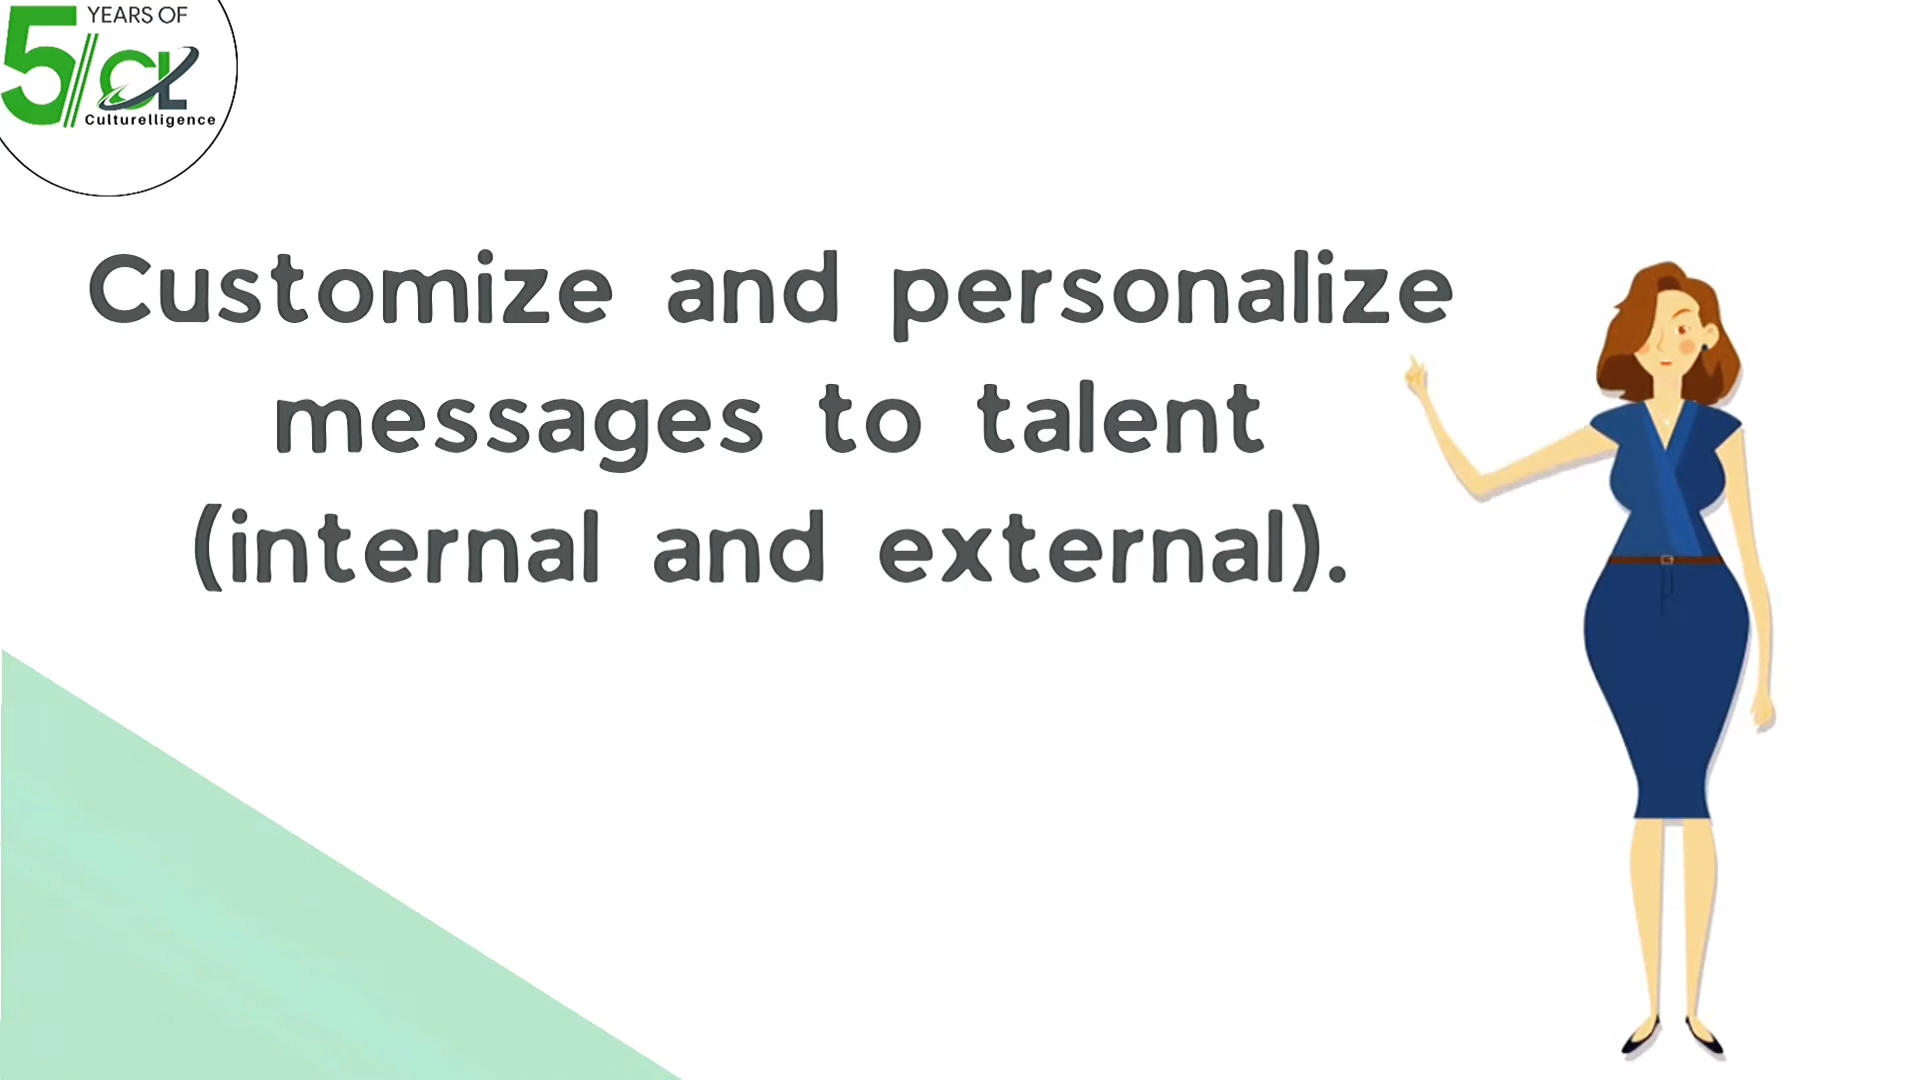 5 YEARS OF
CL
Culturelligence
Customize and personalize
messages to talent
(internal and external).